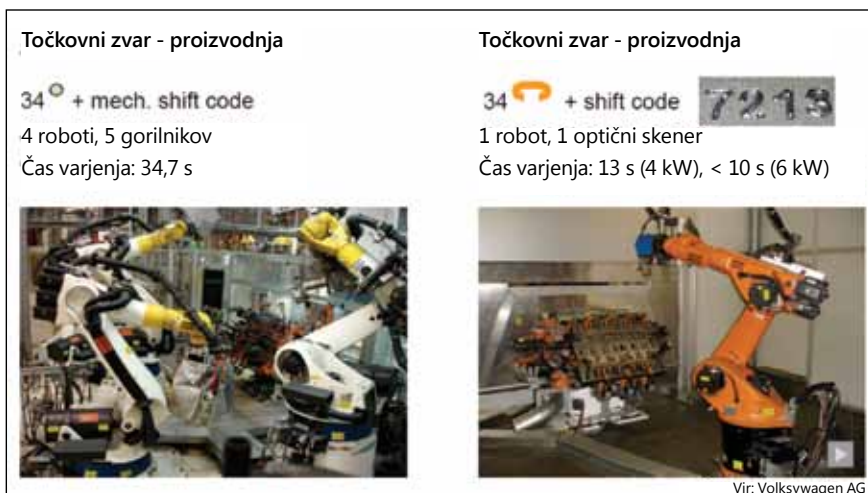 Točkovni zvar - proizvodnja
34 + mech. shift code
4 roboti, 5 gorilnikov
Čas varjenja: 34,7 s
Točkovni zvar - proizvodnja
34 + shift code 7213
1 robot, 1 optični skener
Čas varjenja: 13 s (4 kW), < 10 s (6 kW)
Vir: Volksywagen AG